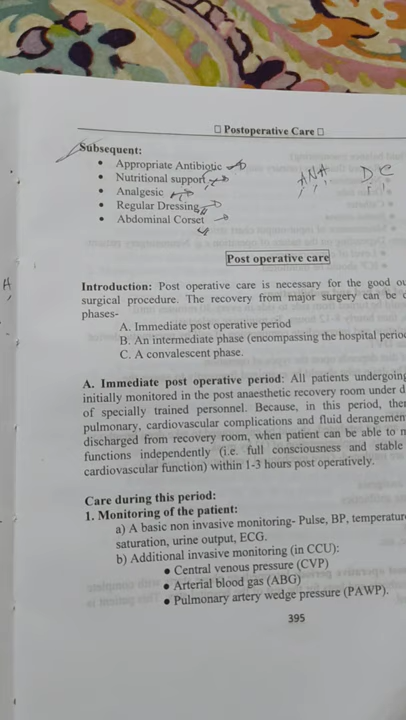 Postoperative Care
Subsequent:
• Appropriate Antibiotic
• Nutritional support
• Analgesic
• Regular Dressing
• Abdominal Corset
ANA DC
Post operative care
A
Introduction: Post operative care is necessary for the good
surgical procedure. The recovery from major surgery can be
phases-
A. Immediate post operative period
B. An intermediate phase (encompassing the hospital
C. A convalescent phase.
A. Immediate post operative period: All patients undergoing
initially monitored in the post anaesthetic recovery room under
of specially trained personnel. Because, in this period,
pulmonary, cardiovascular complications and fluid
discharged from recovery room, when patient can be able to
functions independently (i.e. full consciousness and stable
cardiovascular function) within 1-3 hours post operatively.
Care during this period:
1. Monitoring of the patient:
a) A basic non invasive monitoring- Pulse, BP,
saturation, urine output, ECG.
b) Additional invasive monitoring (in CCU):
• Central venous pressure (CVP)
• Arterial blood gas (ABG)
• Pulmonary artery wedge pressure (PAWP).
395